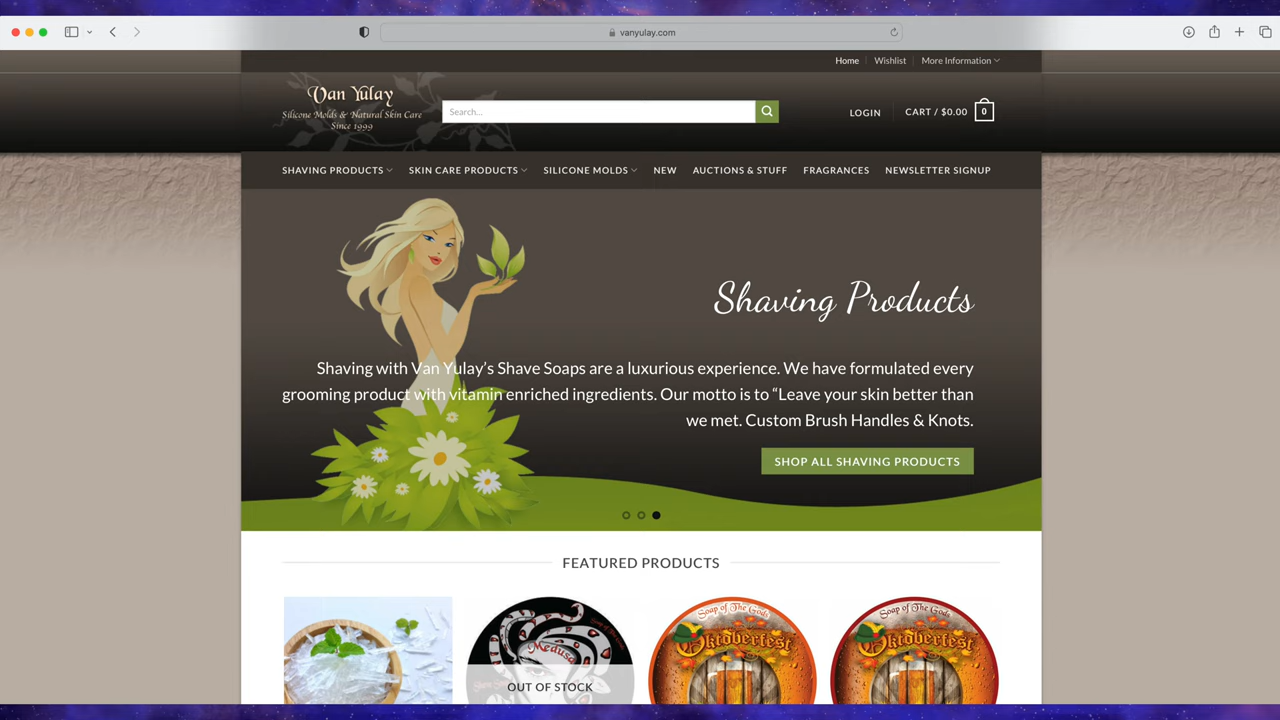 vanyulay.com
Home
Wishlist
More Information
Van Yulay
Silicone Molds & Natural Skin Care
Since 1999
Search...
LOGIN
CART / $0.00
0
SHAVING PRODUCTS
SKIN CARE PRODUCTS
SILICONE MOLDS
NEW
AUCTIONS & STUFF
FRAGRANCES
NEWSLETTER SIGNUP
Shaving Products
Shaving with Van Yulay’s Shave Soaps are a luxurious experience. We have formulated every
grooming product with vitamin enriched ingredients. Our motto is to “Leave your skin better than
we met. Custom Brush Handles & Knots.
SHOP ALL SHAVING PRODUCTS
FEATURED PRODUCTS
Medusa
OUT OF STOCK
Soap of The Gods
Oktoberfest
Soap of The Gods
Oktoberfest